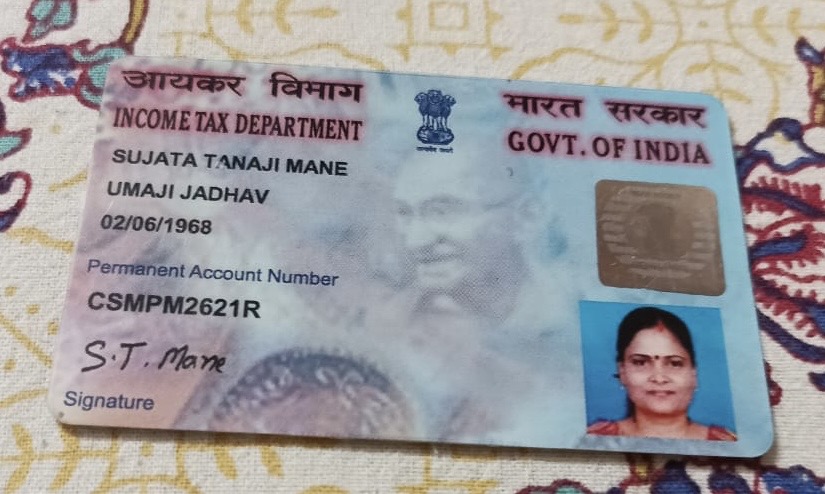 आयकर विभाग
INCOME TAX DEPARTMENT
भारत सरकार
GOVT. OF INDIA
SUJATA TANAJI MANE
UMAJI JADHAV
02/06/1968
Permanent Account Number
CSMPM2621R
S.T. Mane
Signature